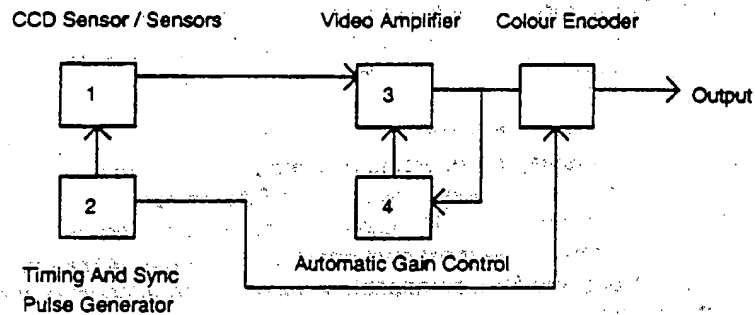 CCD Sensor / Sensors
Video Amplifier
Colour Encoder
1
3
Output
2
4
Timing And Sync
Pulse Generator
Automatic Gain Control